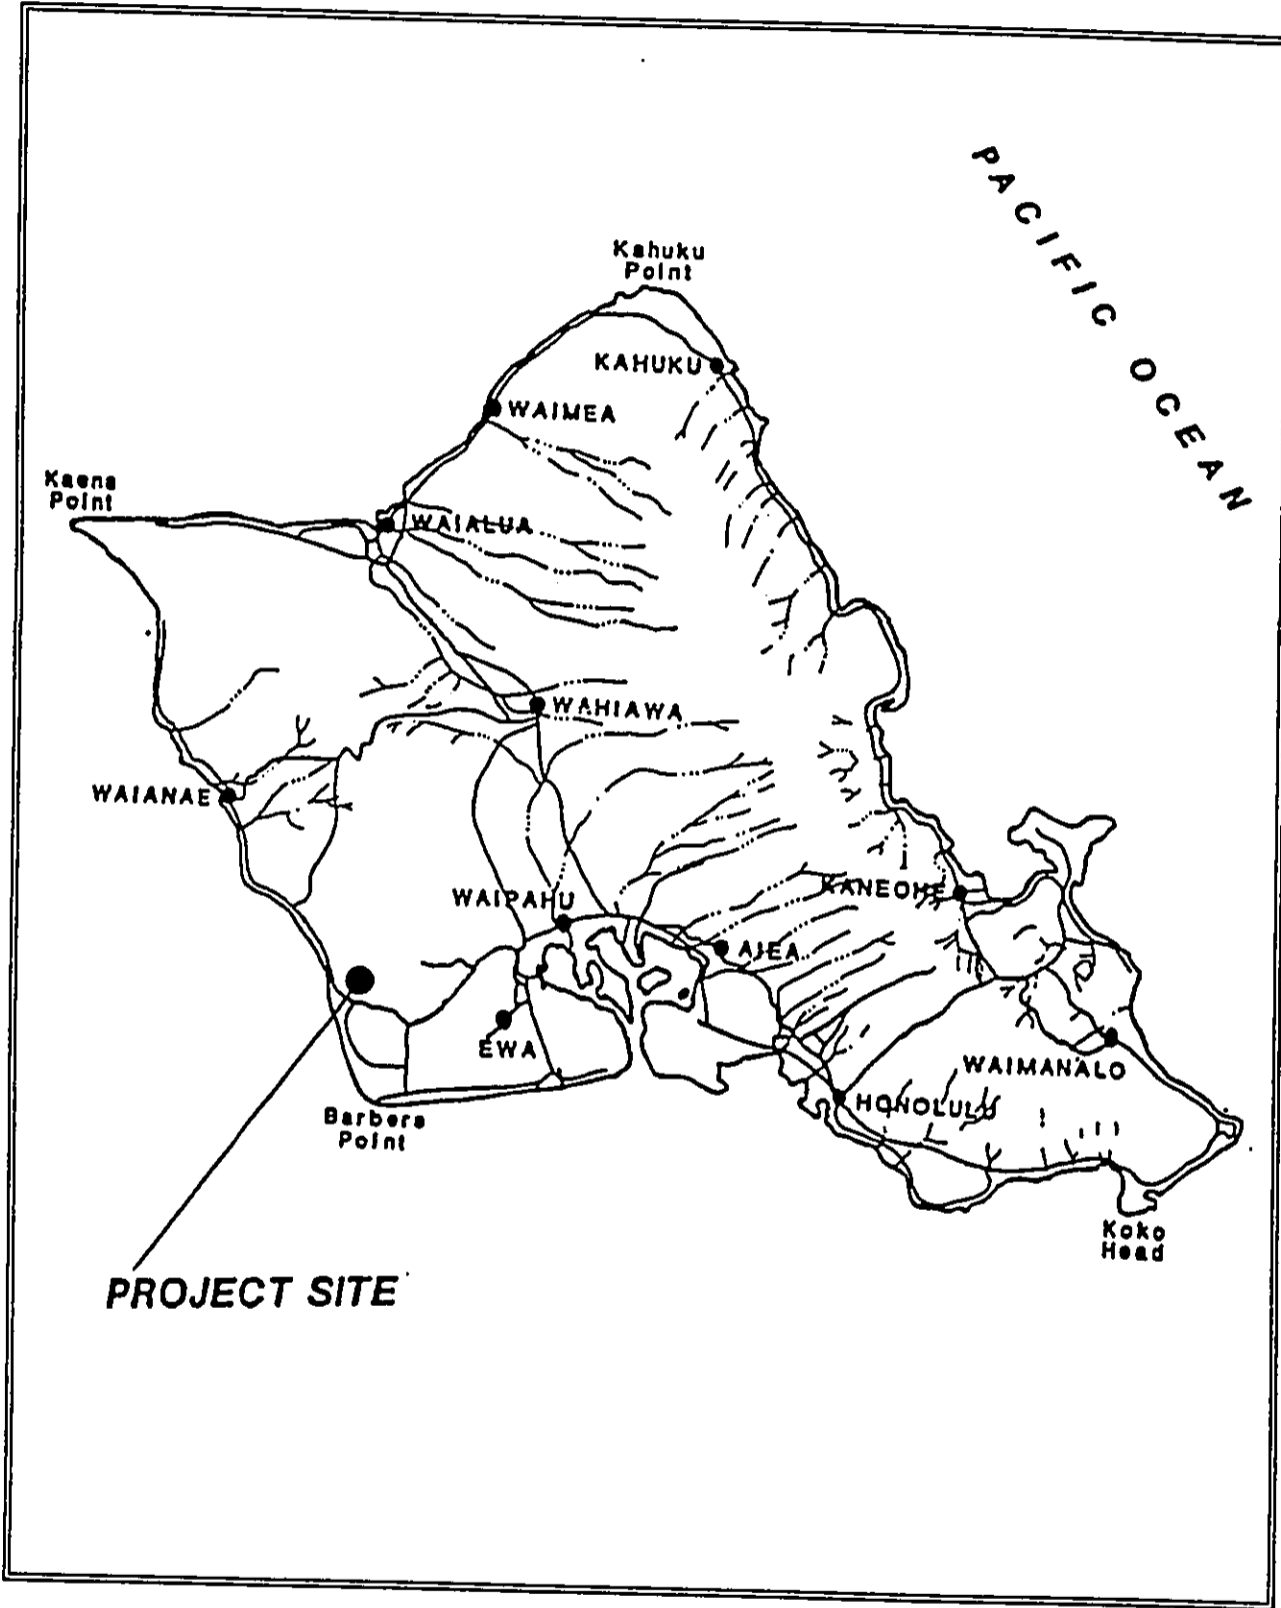 PACIFIC OCEAN
Kahuku
Point
KAHUKU
WAIMEA
Kaena
Point
WAIALUA
WAHIAWA
WAIANAE
WAIPAHU
KANEOHE
AIEA
EWA
WAIMANALO
HONOLULU
Barbers
Point
Koko
Head
PROJECT SITE